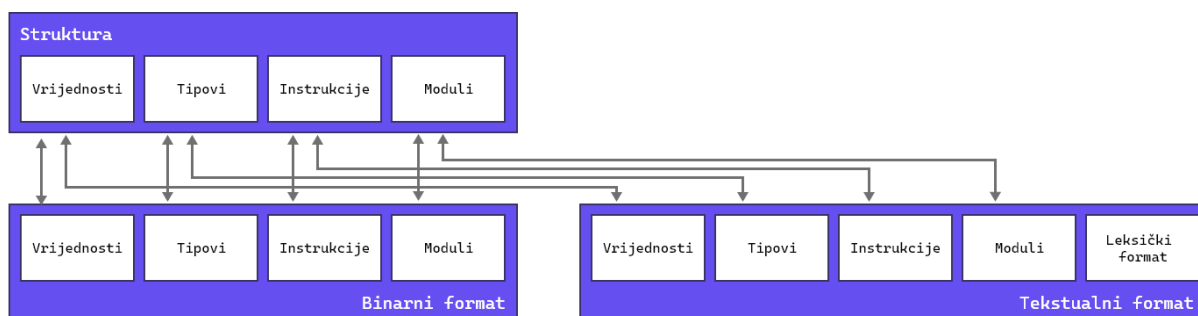 Struktura
Vrijednosti
Tipovi
Instrukcije
Moduli
Vrijednosti
Tipovi
Instrukcije
Moduli
Binarni format
Vrijednosti
Tipovi
Instrukcije
Moduli
Leksički
format
Tekstualni format